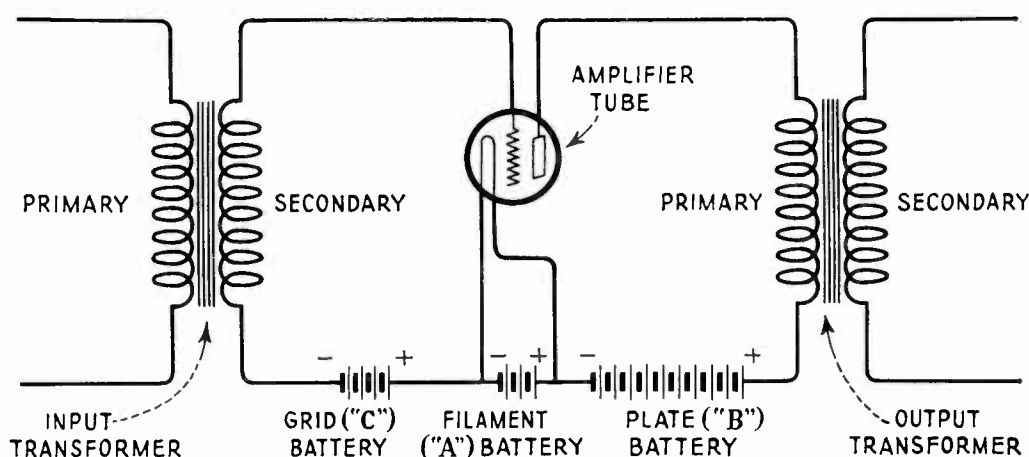 AMPLIFIER
TUBE
PRIMARY
SECONDARY
PRIMARY
SECONDARY
- + - + - +
INPUT
TRANSFORMER
GRID ("C")
BATTERY
FILAMENT
("A") BATTERY
PLATE ("B")
BATTERY
OUTPUT
TRANSFORMER